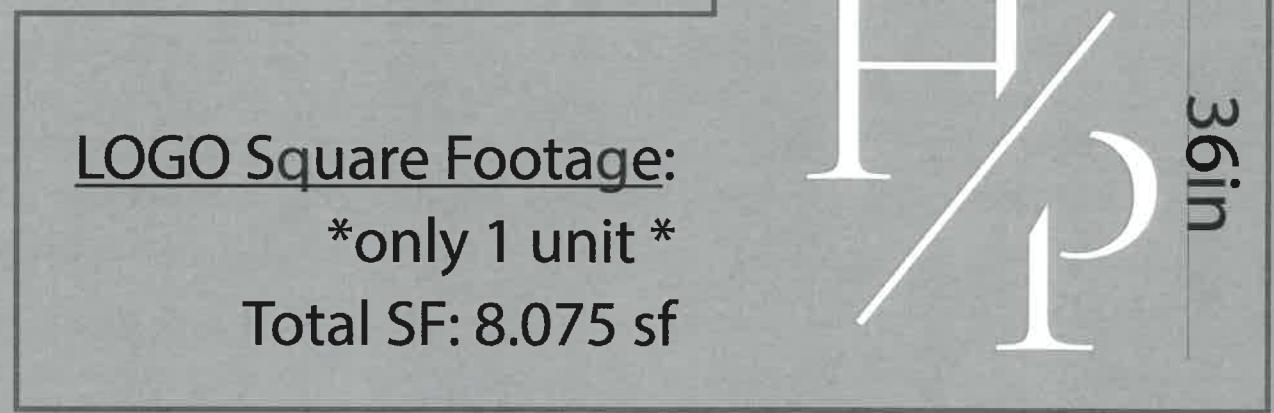 LOGO Square Footage:
*only 1 unit *
Total SF: 8.075 sf
H/P
36in